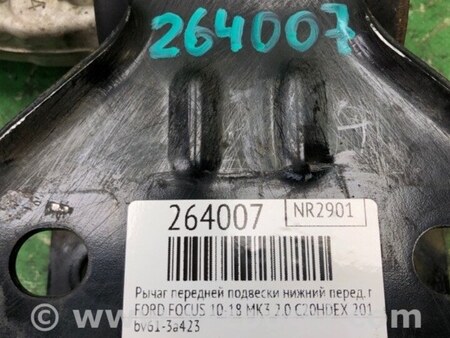 264007
264007 NR2901
Рычаг передней подвески нижний перед. г
FORD FOCUS 10-18 MK3 2.0 C20HDEX 201
bv61-3a423